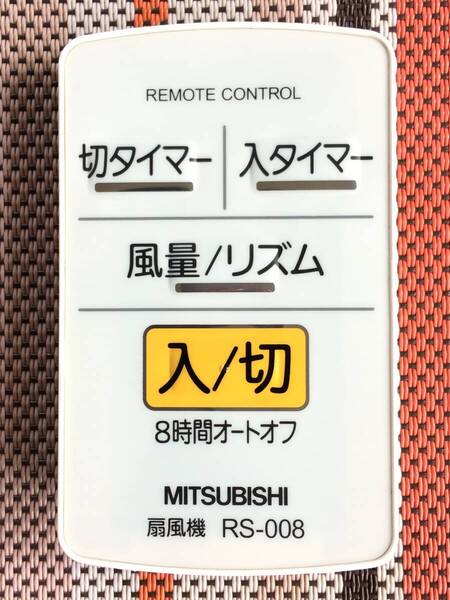 REMOTE CONTROL
切タイマー 入タイマー
風量/リズム
入/切
8時間オートオフ
MITSUBISHI
扇風機 RS-008